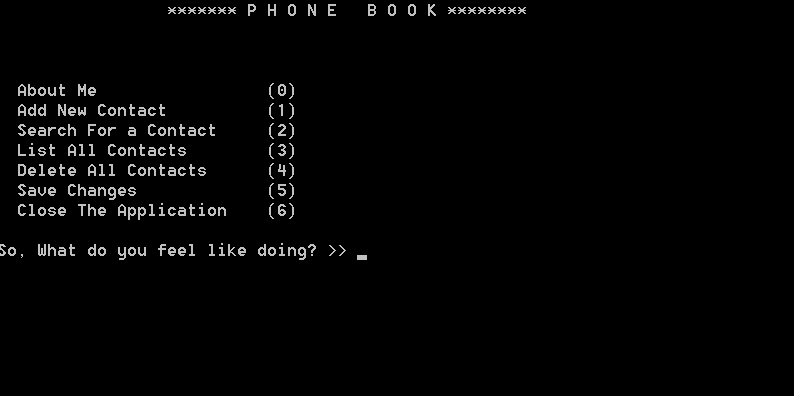 ******* P H O N E   B O O K ********
About Me (0)
Add New Contact (1)
Search For a Contact (2)
List All Contacts (3)
Delete All Contacts (4)
Save Changes (5)
Close The Application (6)
So, What do you feel like doing? >> _